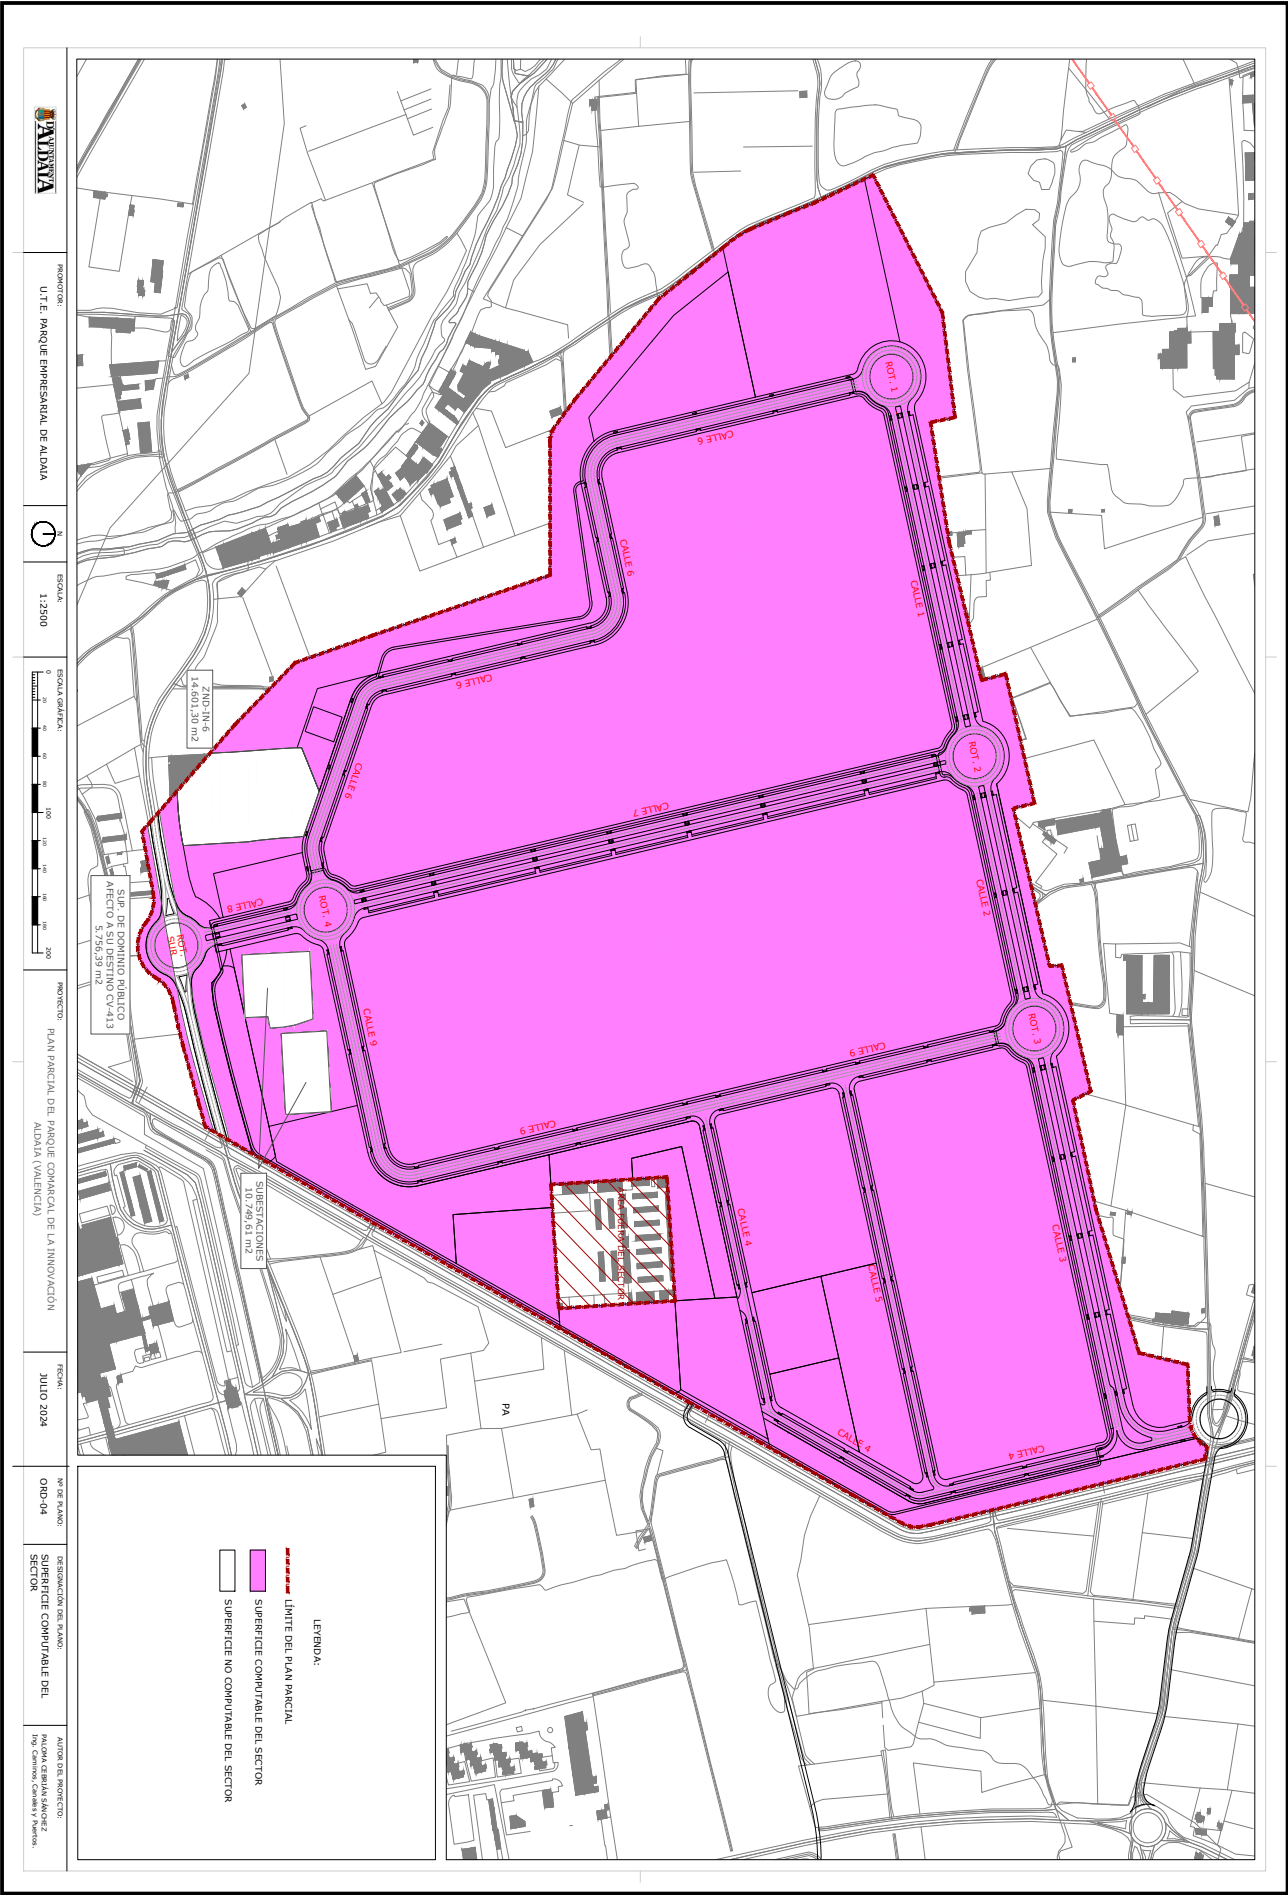 ROT. 1
CALLE 6
CALLE 6
CALLE 1
CALLE 6
CALLE 6
ROT. 2
CALLE 7
CALLE 2
CALLE 8
ROT. 4
ROT.
SUR
CALLE 9
ROT. 3
CALLE 9
CALLE 9
CALLE 4
CALLE 5
CALLE 3
CALLE 4
CALLE 4
ÁREA FUERA DEL SECTOR
PA
ZND-IN-6
14.601,30 m2
SUP. DE DOMINIO PÚBLICO
AFECTO A SU DESTINO CV-413
5.756,39 m2
SUBESTACIONES
10.749,61 m2
LEYENDA:
LÍMITE DEL PLAN PARCIAL
SUPERFICIE COMPUTABLE DEL SECTOR
SUPERFICIE NO COMPUTABLE DEL SECTOR
AJUNTAMENT
D'ALDAIA
PROMOTOR:
U.T.E. PARQUE EMPRESARIAL DE ALDAIA
N
ESCALA:
1:2500
ESCALA GRÁFICA:
0 20 40 60 80 100 120 140 160 180 200
PROYECTO:
PLAN PARCIAL DEL PARQUE COMARCAL DE LA INNOVACIÓN
ALDAIA (VALENCIA)
FECHA:
JULIO 2024
Nº DE PLANO:
ORD-04
DESIGNACIÓN DEL PLANO:
SUPERFICIE COMPUTABLE DEL
SECTOR
AUTOR DEL PROYECTO:
PALOMA CEBRIÁN SÁNCHEZ
Ing. Caminos, Canales y Puertos.